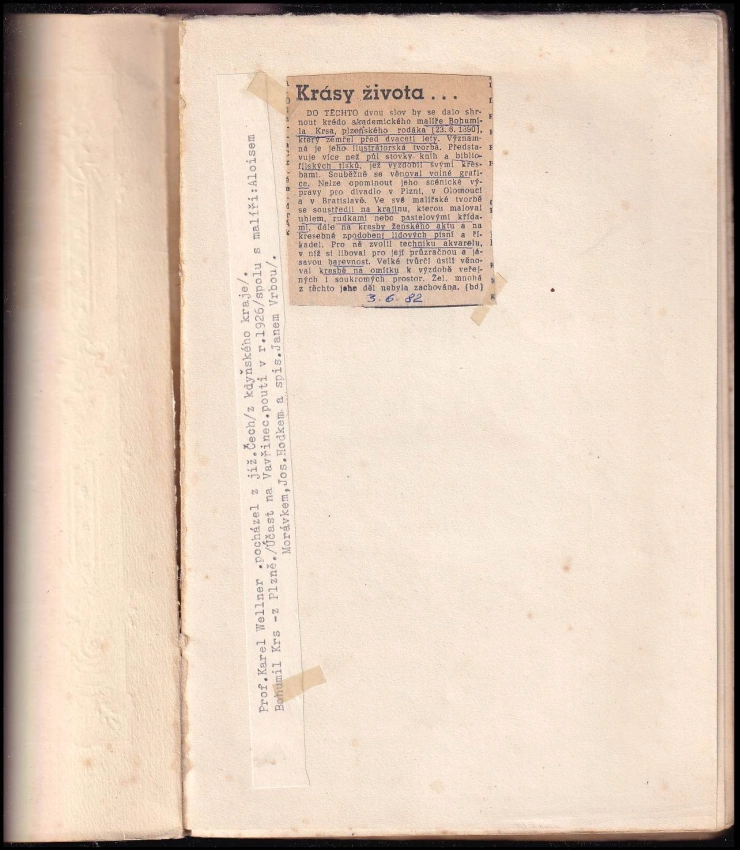 Krásy života ...
DO TĚCHTO dvou slov by se dalo shr-
nout krédo akademického malíře Bohumi-
la Krsa, plzeňského rodáka (23. 8. 1890),
který zemřel před dvaceti lety. Význam-
ná je jeho ilustrátorská tvorba. Představ-
uje více než půl stovky knih a biblio-
filských tisků, jež vyzdobil svými kres-
bami. Souběžně se věnoval volné grafi-
ce. Nelze opominout jeho scénické vý-
pravy pro divadlo v Plzni, v Olomouci
a v Bratislavě. Ve své malířské tvorbě
se soustředil na krajinu, kterou maloval
uhlem, rudkami nebo pastelovými křída-
mi, dále na krásby ženského aktu a na
kresebné zpodobení lidových písní a ří-
kadel. Pro ně zvolil techniku akvarelu,
v níž si liboval pro její průzračnou a já-
savou barevnost. Velké tvůrčí úsilí věno-
val kresbě na omítku k výzdobě veřej-
ných i soukromých prostor. Žel, mnohá
z těchto jeho děl nebyla zachována. (bd)
3. 6. 82
Prof.Karel Wellner .pocházel z již.Čech/z kdyňského kraje/.
Bohumil Krs -z Plzně./Účast na Vavřinec.pouti v r.1926/spolu s malíři:Aloisem
Morávkem,Jos.Hodkem a spis.Janem Vrbou/.